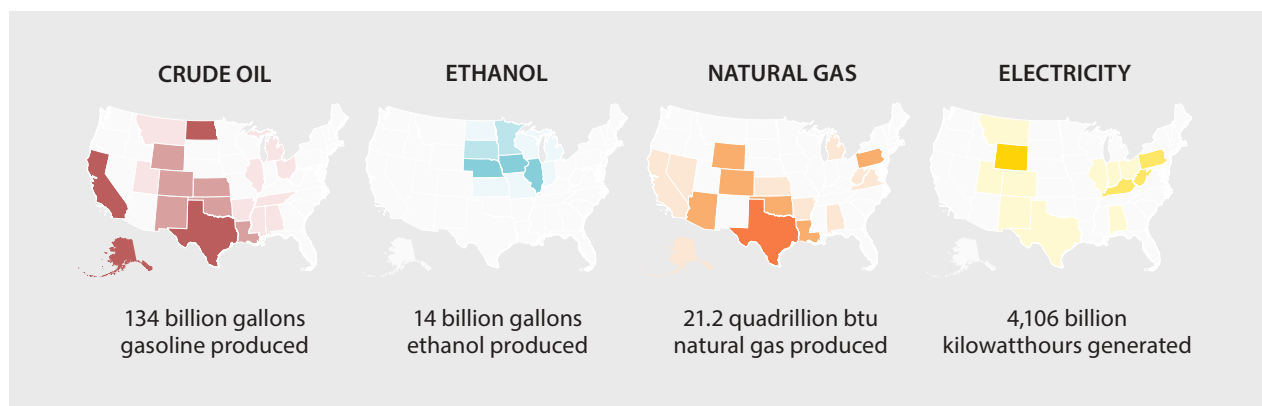 CRUDE OIL
134 billion gallons
gasoline produced
ETHANOL
14 billion gallons
ethanol produced
NATURAL GAS
21.2 quadrillion btu
natural gas produced
ELECTRICITY
4,106 billion
kilowatthours generated